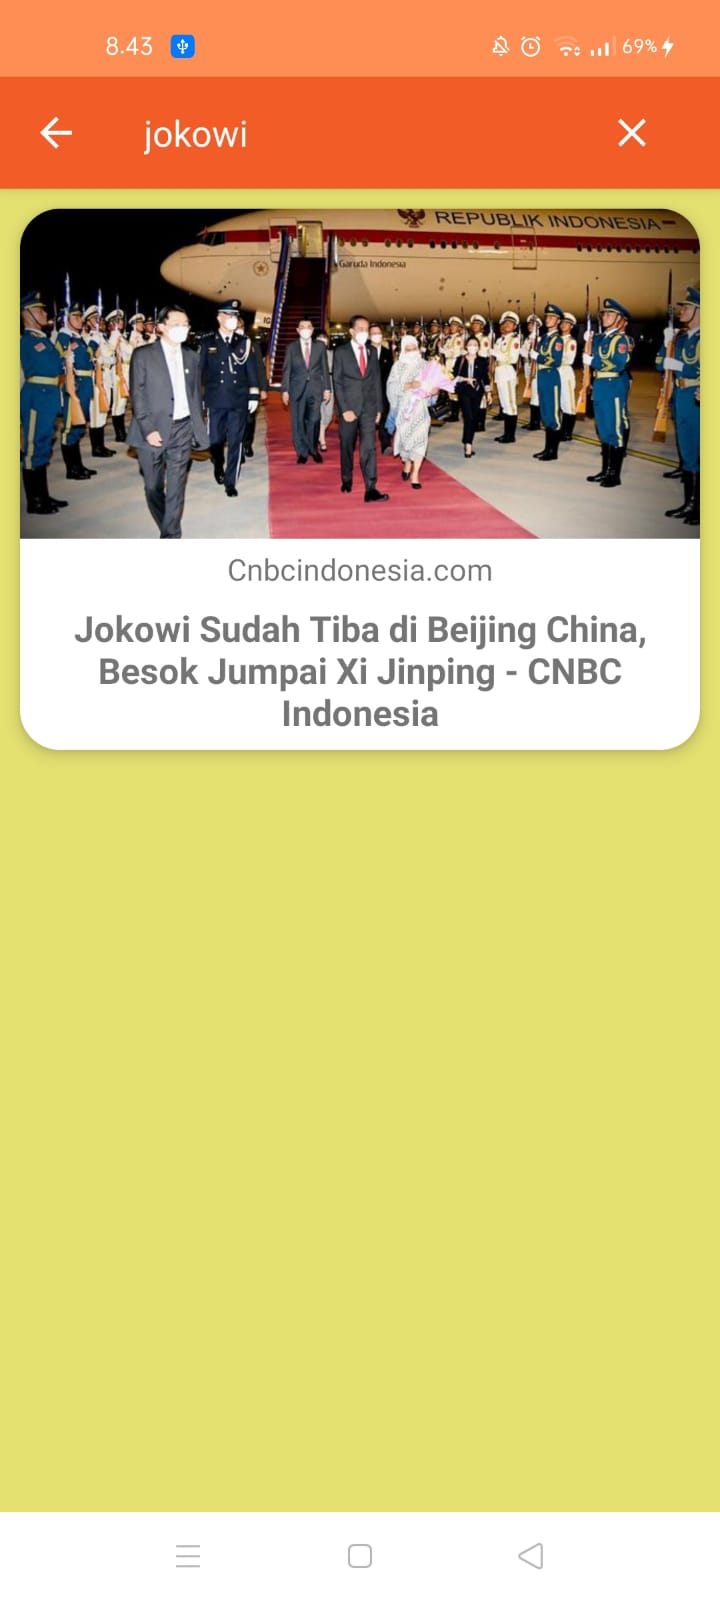 8.43
69%
jokowi
REPUBLIK INDONESIA
Garuda Indonesia
Cnbcindonesia.com
Jokowi Sudah Tiba di Beijing China,
Besok Jumpai Xi Jinping - CNBC
Indonesia